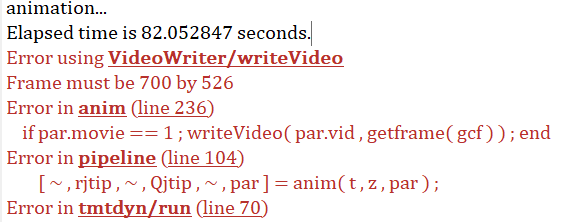 animation...
Elapsed time is 82.052847 seconds.
Error using VideoWriter/writeVideo
Frame must be 700 by 526
Error in anim (line 236)
if par.movie == 1 ; writeVideo( par.vid , getframe( gcf ) ) ; end
Error in pipeline (line 104)
[ ~ , rjtip , ~ , Qjtip , ~ , par ] = anim( t , z , par ) ;
Error in tmtdyn/run (line 70)